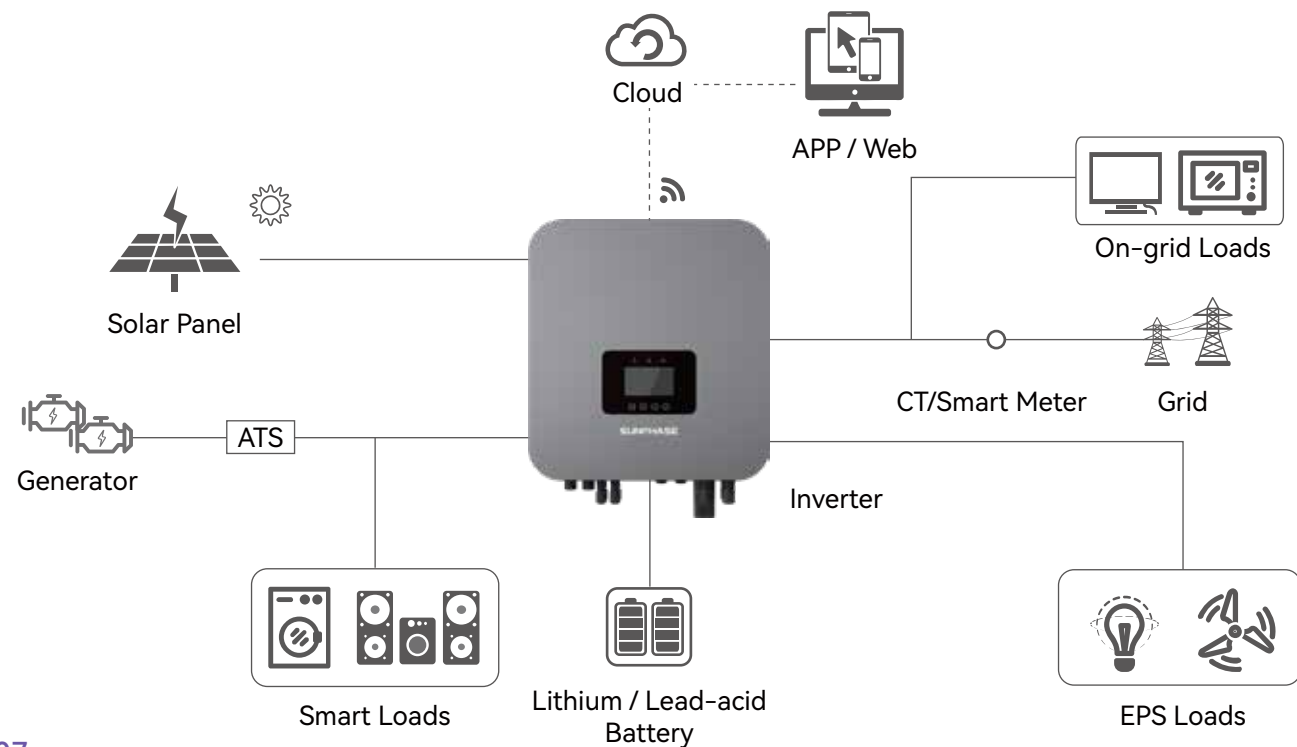 Cloud
APP / Web
On-grid Loads
Solar Panel
CT/Smart Meter
Grid
ATS
SUNPHASE
Generator
Inverter
Smart Loads
Lithium / Lead-acid
Battery
EPS Loads